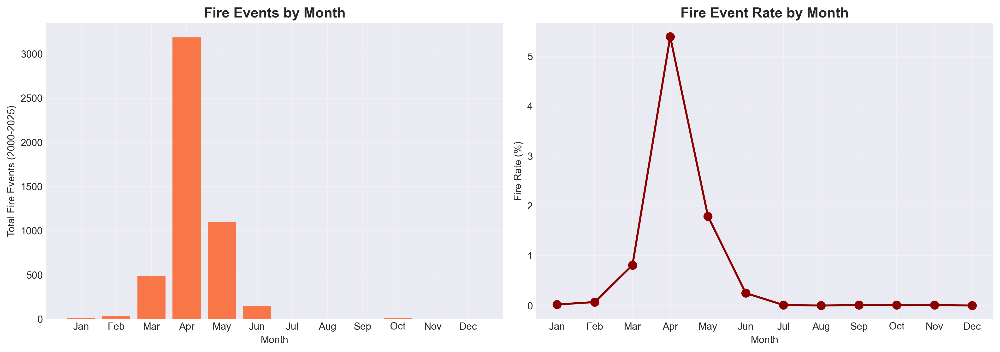 Fire Events by Month
Total Fire Events (2000-2025)
3000
2500
2000
1500
1000
500
0
Jan Feb Mar Apr May Jun Jul Aug Sep Oct Nov Dec
Month
Fire Event Rate by Month
Fire Rate (%)
5
4
3
2
1
0
Jan Feb Mar Apr May Jun Jul Aug Sep Oct Nov Dec
Month